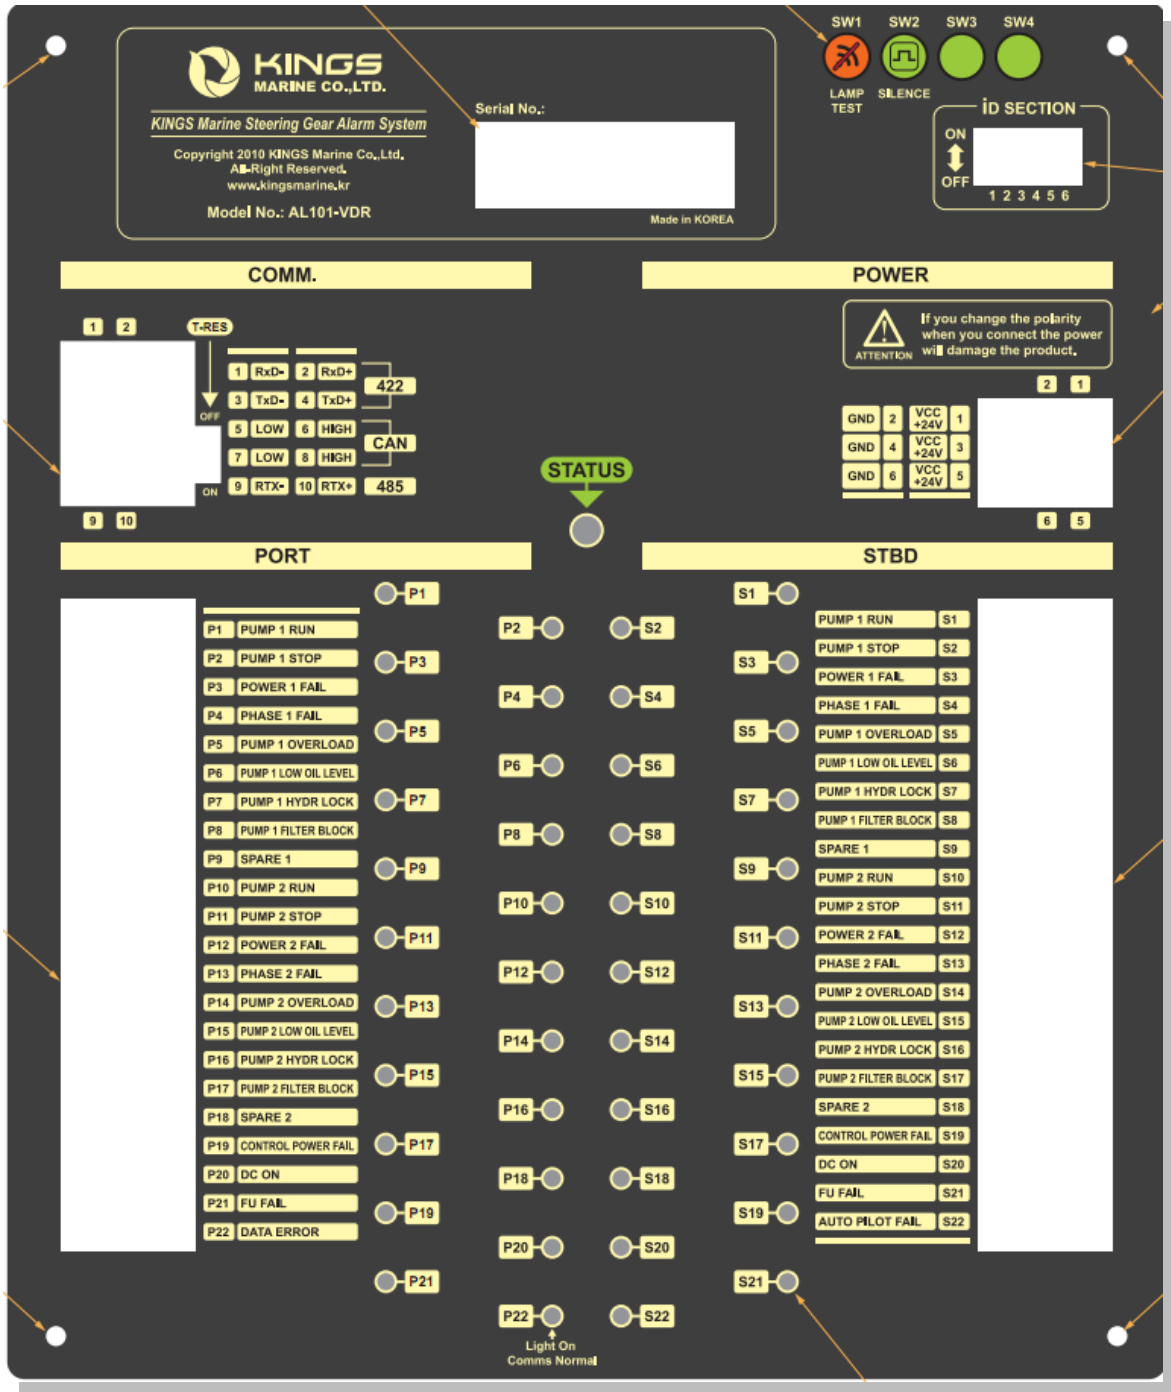 SW1 SW2 SW3 SW4
LAMP TEST
SILENCE
KINGS
MARINE CO.,LTD.
KINGS Marine Steering Gear Alarm System
Copyright 2010 KINGS Marine Co.,Ltd.
All-Right Reserved.
www.kingsmarine.kr
Model No.: AL101-VDR
Serial No.:
Made in KOREA
İD SECTION
ON
OFF
1 2 3 4 5 6
COMM.
1 2
T-RES
OFF
ON
1 RxD- 2 RxD+
422
3 TxD- 4 TxD+
5 LOW 6 HIGH
CAN
7 LOW 8 HIGH
9 RTX- 10 RTX+ 485
9 10
POWER
ATTENTION
If you change the polarity
when you connect the power
will damage the product.
2 1
GND 2 VCC +24V 1
GND 4 VCC +24V 3
GND 6 VCC +24V 5
6 5
STATUS
PORT
P1 PUMP 1 RUN
P2 PUMP 1 STOP
P3 POWER 1 FAIL
P4 PHASE 1 FAIL
P5 PUMP 1 OVERLOAD
P6 PUMP 1 LOW OIL LEVEL
P7 PUMP 1 HYDR LOCK
P8 PUMP 1 FILTER BLOCK
P9 SPARE 1
P10 PUMP 2 RUN
P11 PUMP 2 STOP
P12 POWER 2 FAIL
P13 PHASE 2 FAIL
P14 PUMP 2 OVERLOAD
P15 PUMP 2 LOW OIL LEVEL
P16 PUMP 2 HYDR LOCK
P17 PUMP 2 FILTER BLOCK
P18 SPARE 2
P19 CONTROL POWER FAIL
P20 DC ON
P21 FU FAIL
P22 DATA ERROR
P1
P2
P3
P4
P5
P6
P7
P8
P9
P10
P11
P12
P13
P14
P15
P16
P17
P18
P19
P20
P21
P22
Light On
Comms Normal
STBD
S1
S2
S3
S4
S5
S6
S7
S8
S9
S10
S11
S12
S13
S14
S15
S16
S17
S18
S19
S20
S21
S22
PUMP 1 RUN S1
PUMP 1 STOP S2
POWER 1 FAIL S3
PHASE 1 FAIL S4
PUMP 1 OVERLOAD S5
PUMP 1 LOW OIL LEVEL S6
PUMP 1 HYDR LOCK S7
PUMP 1 FILTER BLOCK S8
SPARE 1 S9
PUMP 2 RUN S10
PUMP 2 STOP S11
POWER 2 FAIL S12
PHASE 2 FAIL S13
PUMP 2 OVERLOAD S14
PUMP 2 LOW OIL LEVEL S15
PUMP 2 HYDR LOCK S16
PUMP 2 FILTER BLOCK S17
SPARE 2 S18
CONTROL POWER FAIL S19
DC ON S20
FU FAIL S21
AUTO PILOT FAIL S22